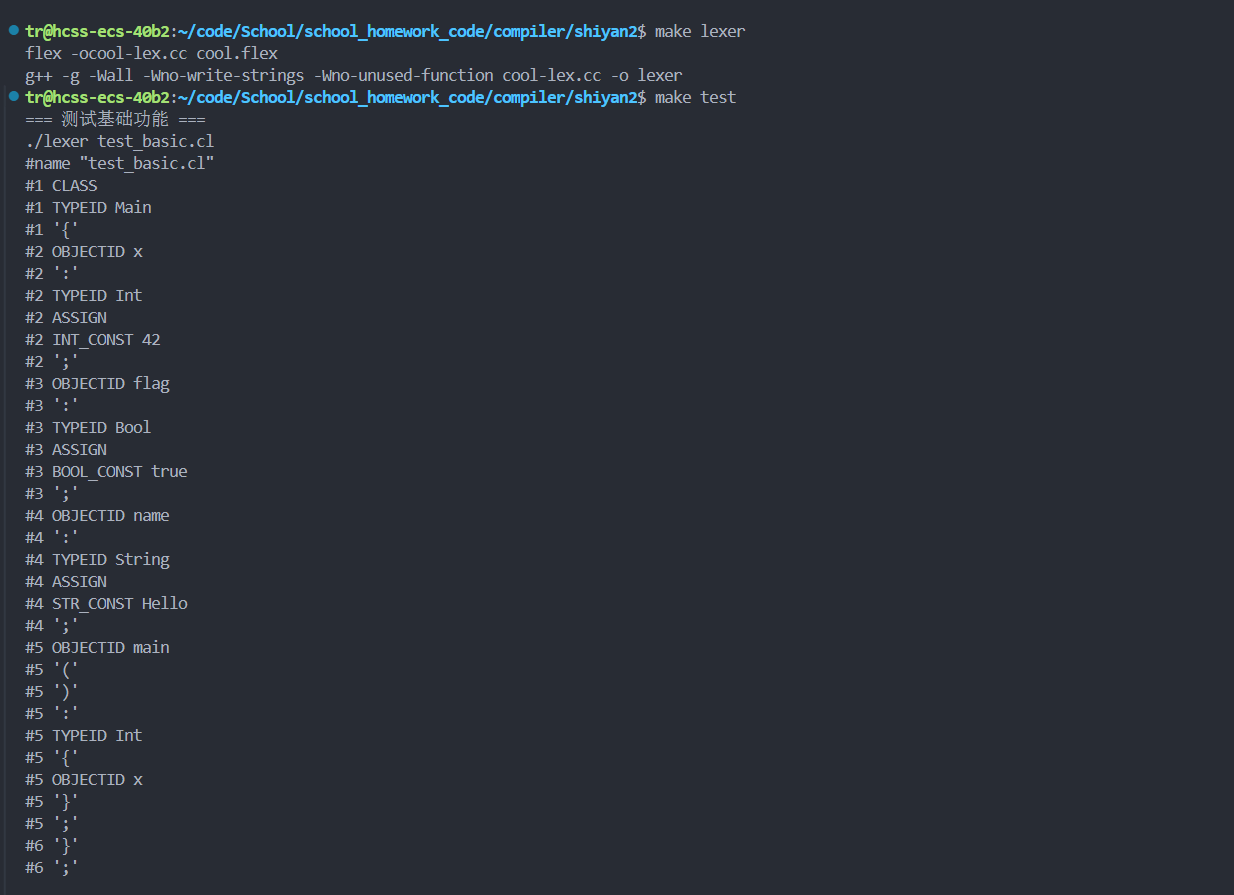 tr@hcss-ecs-40b2:~/code/School/school_homework_code/compiler/shiyan2$ make lexer
flex -ocool-lex.cc cool.flex
g++ -g -Wall -Wno-write-strings -Wno-unused-function cool-lex.cc -o lexer
tr@hcss-ecs-40b2:~/code/School/school_homework_code/compiler/shiyan2$ make test
=== 测试基础功能 ===
./lexer test_basic.cl
#name "test_basic.cl"
#1 CLASS
#1 TYPEID Main
#1 '{'
#2 OBJECTID x
#2 ':'
#2 TYPEID Int
#2 ASSIGN
#2 INT_CONST 42
#2 ';'
#3 OBJECTID flag
#3 ':'
#3 TYPEID Bool
#3 ASSIGN
#3 BOOL_CONST true
#3 ';'
#4 OBJECTID name
#4 ':'
#4 TYPEID String
#4 ASSIGN
#4 STR_CONST Hello
#4 ';'
#5 OBJECTID main
#5 '('
#5 ')'
#5 ':'
#5 TYPEID Int
#5 '{'
#5 OBJECTID x
#5 '}'
#5 ';'
#6 '}'
#6 ';'